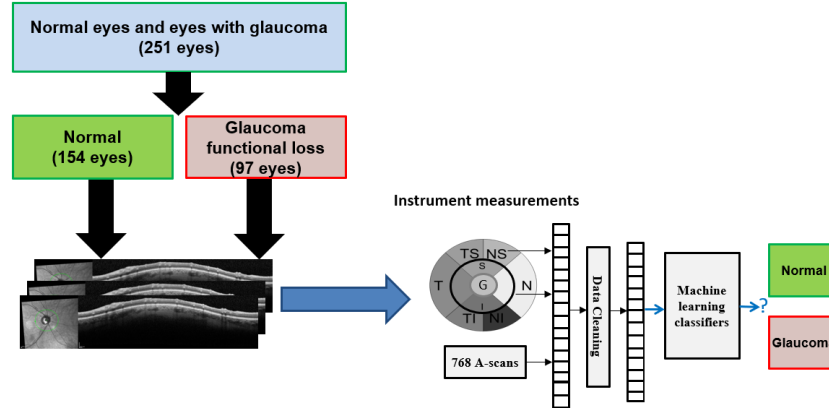 Normal eyes and eyes with glaucoma
(251 eyes)
Normal
(154 eyes)
Glaucoma
functional loss
(97 eyes)
Instrument measurements
TS NS
S
T G N
I
TI NI
768 A-scans
Data Cleaning
Machine
learning
classifiers
?
Normal
Glaucom